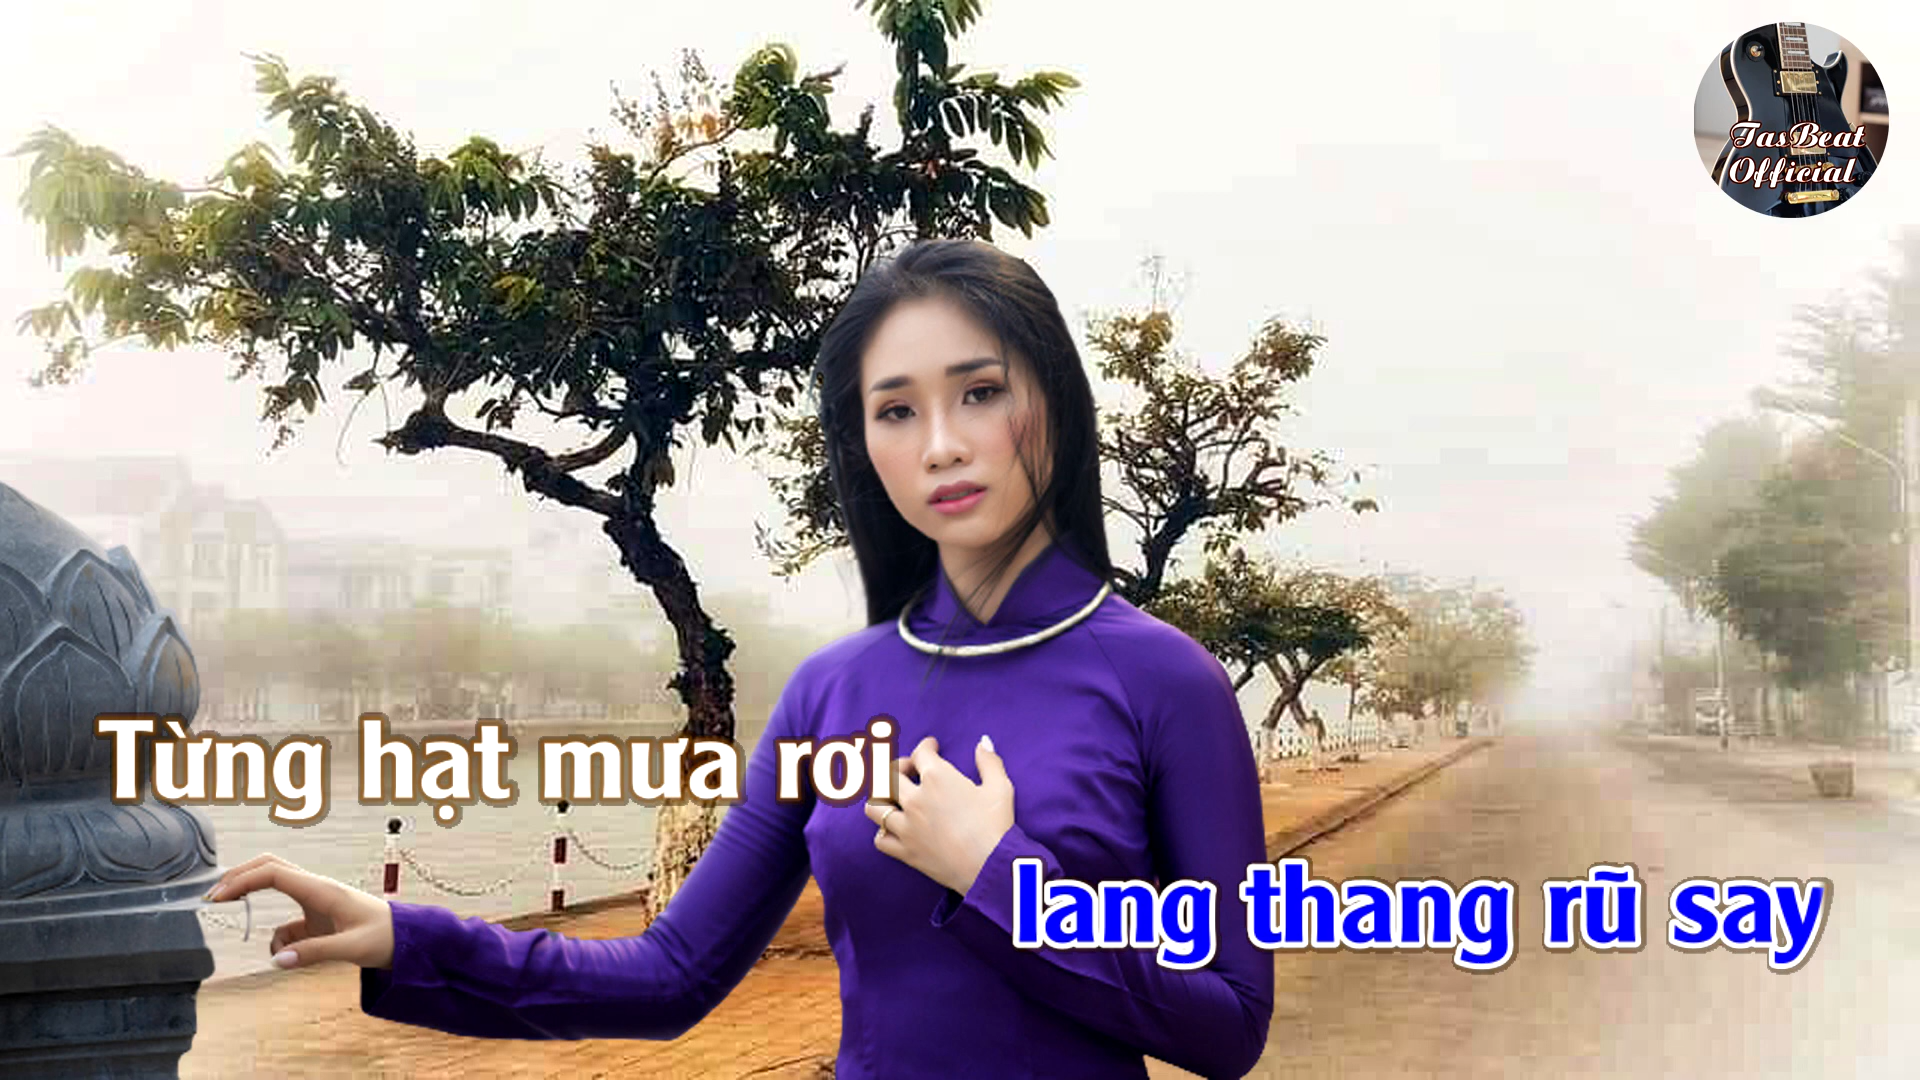 TasBeat
Official
Từng hạt mưa rơi
lang thang rũ say